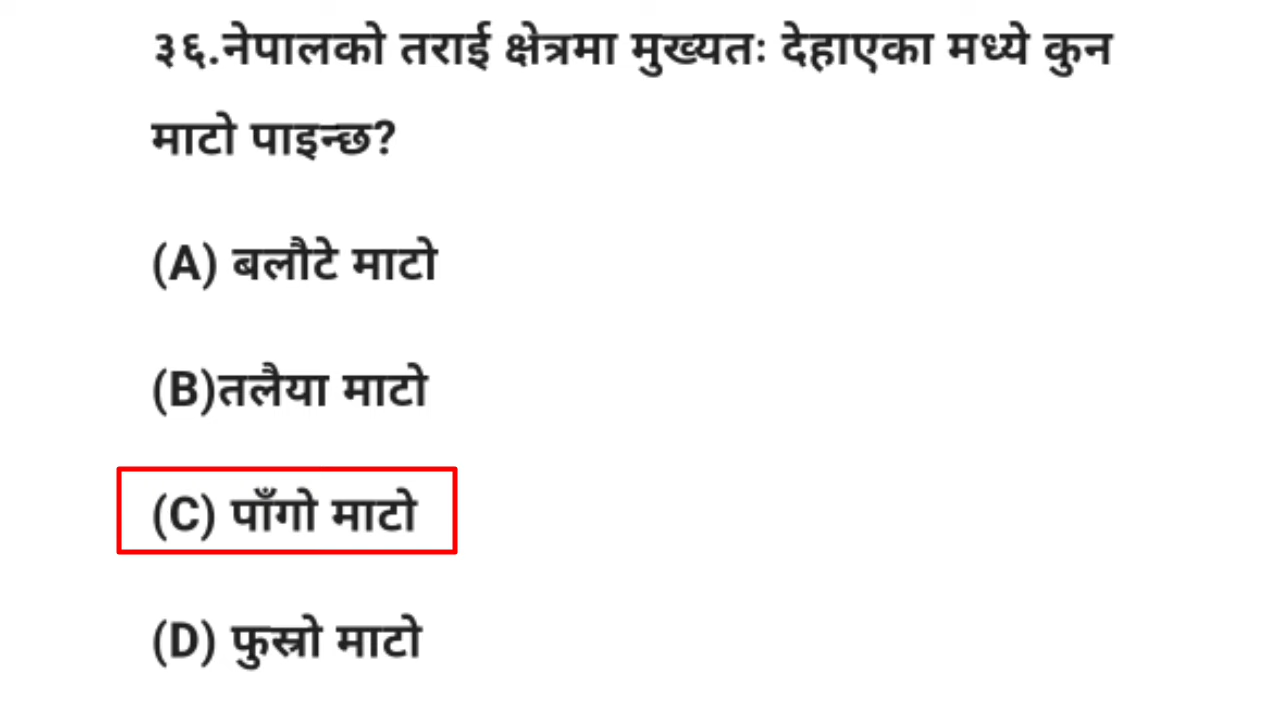 ३६.नेपालको तराई क्षेत्रमा मुख्यतः देहाएका मध्ये कुन
माटो पाइन्छ?
(A) बलौटे माटो
(B)तलैया माटो
(C) पाँगो माटो
(D) फुस्रो माटो